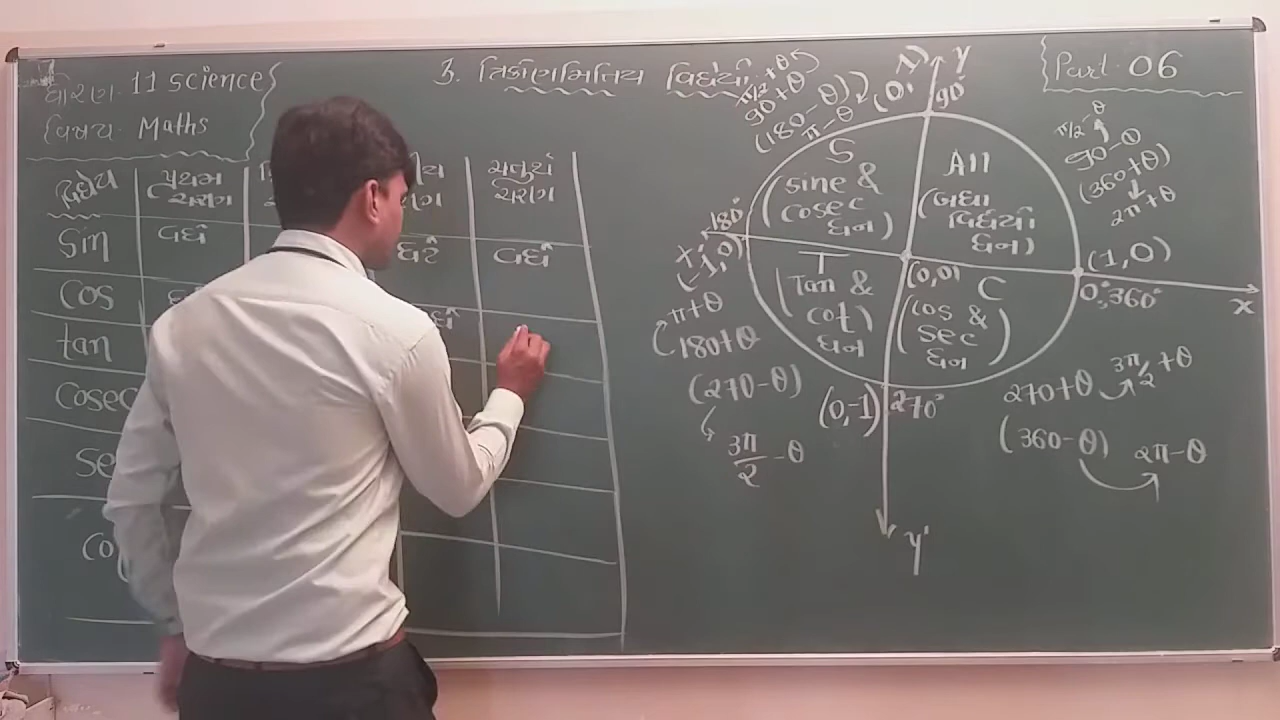 ધોરણ. 11 science
વિષય- Maths
3. ત્રિકોણમિતિય વિધેયો
Part- 06
વિધેય
પ્રથમ
ચરણ
ચતુર્થ
ચરણ
Sin
વધે
ઘટે
વધે
Cos
વધે
tan
Cosec
Y
(0, 1)
90°
π/2 + θ
90+θ
(180-θ)
π-θ
S
(sine &
cosec
ધન)
All
(બધા
વિધેયો
ધન)
π/2 -θ
90-θ
(360+θ)
2π+θ
180°
X'
(-1, 0)
(0,0)
(1, 0)
0°, 360°
X
T
(Tan &
cot)
ધન
C
(cos &
sec
ધન)
π+θ
180+θ
(270-θ)
3π/2 -θ
(0,-1)
270°
270+θ
3π/2 +θ
(360-θ)
2π-θ
Y'